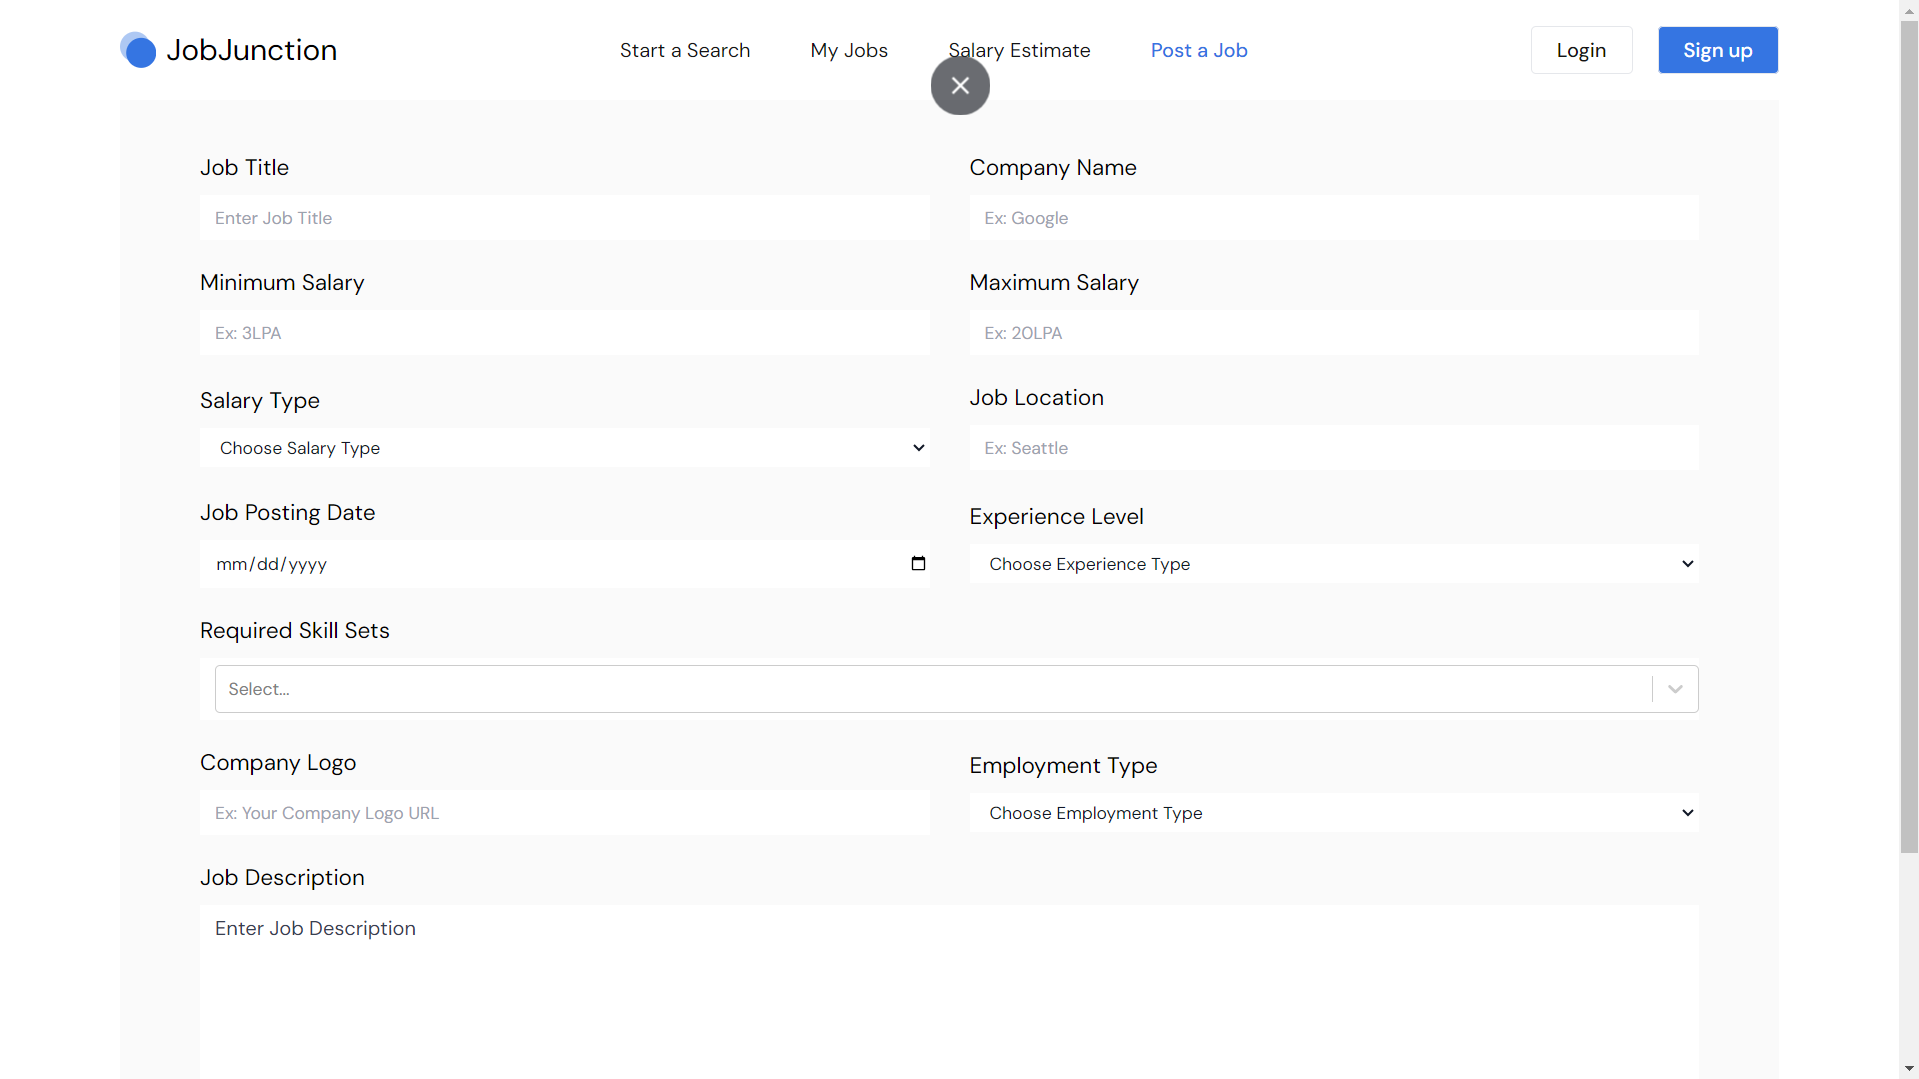 JobJunction
Start a Search
My Jobs
Salary Estimate
Post a Job
Login
Sign up
Job Title
Company Name
Enter Job Title
Ex: Google
Minimum Salary
Maximum Salary
Ex: 3LPA
Ex: 20LPA
Salary Type
Job Location
Choose Salary Type
Ex: Seattle
Job Posting Date
Experience Level
mm/dd/yyyy
Choose Experience Type
Required Skill Sets
Select...
Company Logo
Employment Type
Ex: Your Company Logo URL
Choose Employment Type
Job Description
Enter Job Description